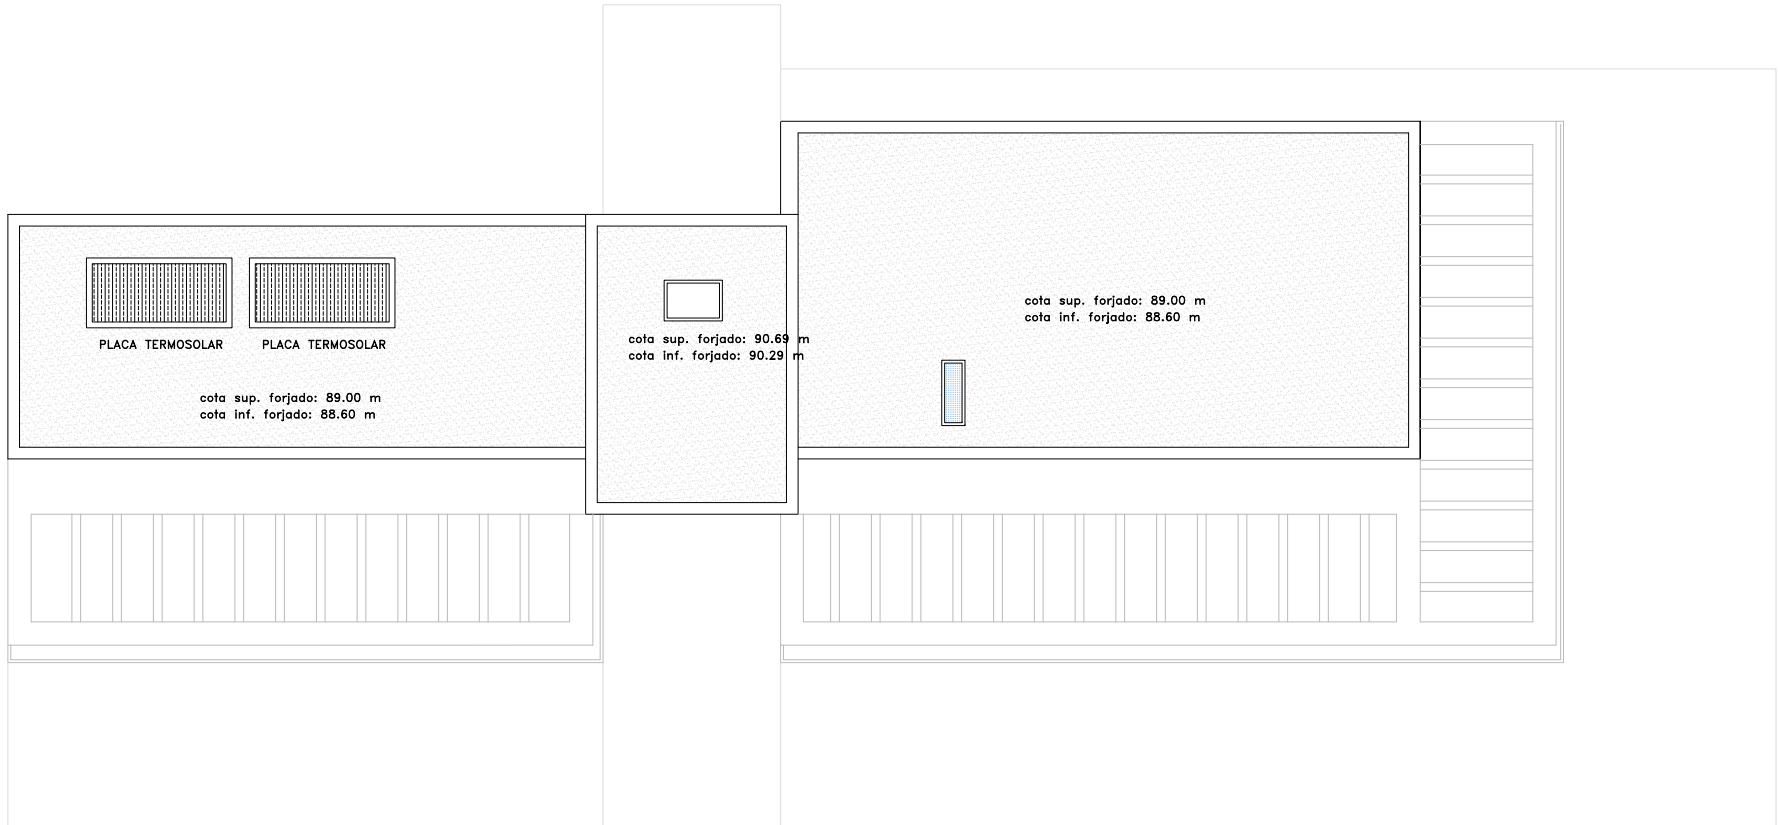 PLACA TERMOSOLAR
PLACA TERMOSOLAR
cota sup. forjado: 89.00 m
cota inf. forjado: 88.60 m
cota sup. forjado: 90.69 m
cota inf. forjado: 90.29 m
cota sup. forjado: 89.00 m
cota inf. forjado: 88.60 m